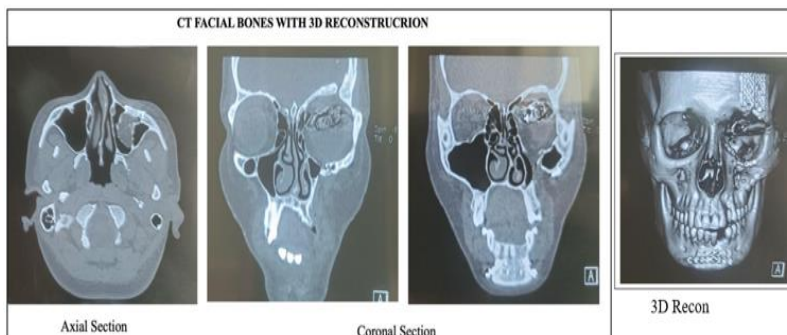 CT FACIAL BONES WITH 3D RECONSTRUCRION
A
A
A
Axial Section
Coronal Section
3D Recon